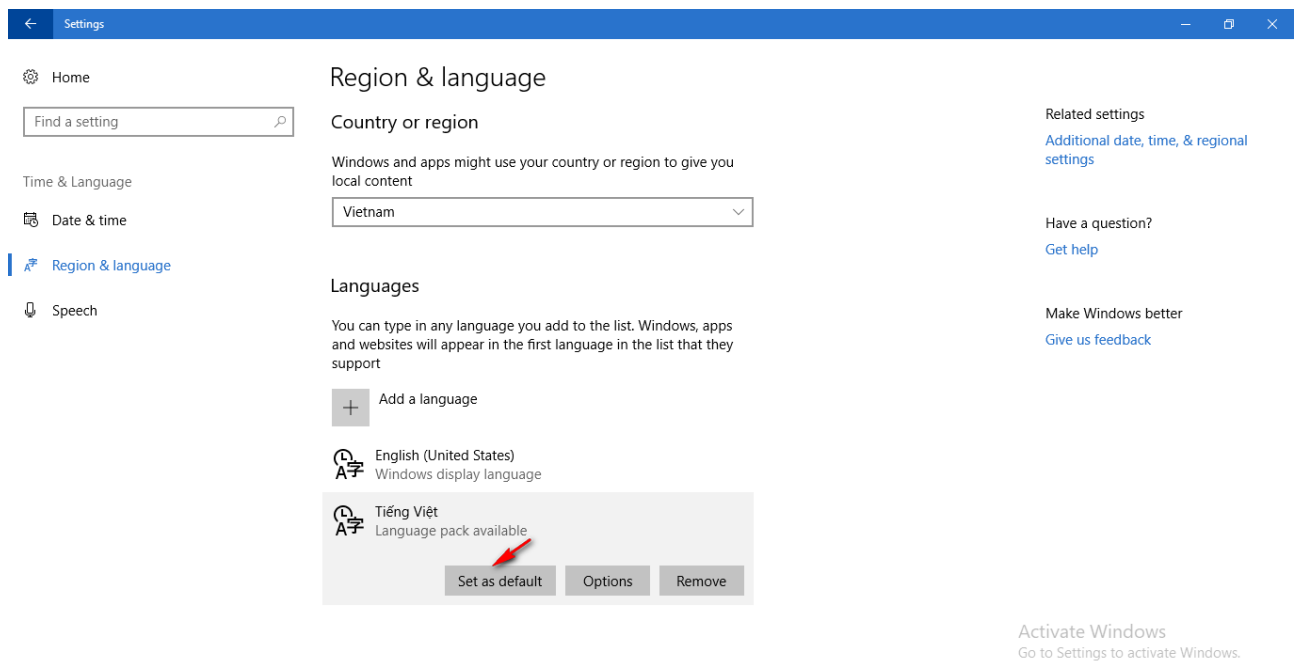 Settings
Home
Find a setting
Time & Language
Date & time
Region & language
Speech
Region & language
Country or region
Windows and apps might use your country or region to give you
local content
Vietnam
Languages
You can type in any language you add to the list. Windows, apps
and websites will appear in the first language in the list that they
support
Add a language
English (United States)
Windows display language
Tiếng Việt
Language pack available
Set as default
Options
Remove
Related settings
Additional date, time, & regional
settings
Have a question?
Get help
Make Windows better
Give us feedback
Activate Windows
Go to Settings to activate Windows.